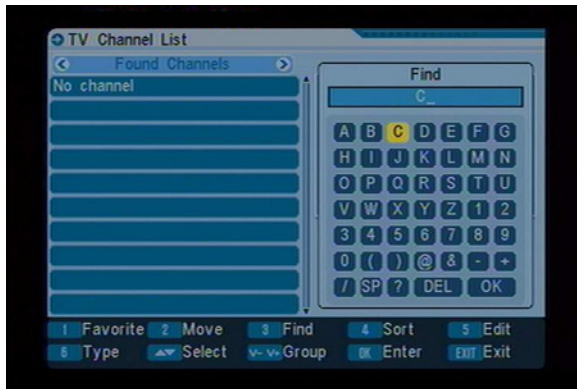 TV Channel List
Found Channels
No channel
Find
C_
A B C D E F G
H I J K L M N
O P Q R S T U
V W X Y Z 1 2
3 4 5 6 7 8 9
0 ( ) @ & - +
/ SP ? DEL OK
1 Favorite 2 Move 3 Find 4 Sort 5 Edit
6 Type Select V- V+ Group OK Enter EXIT Exit